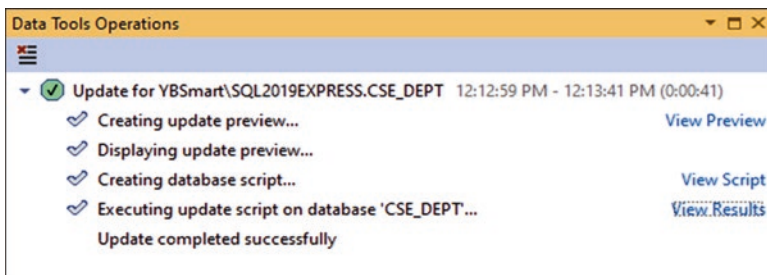 Data Tools Operations
Update for YBSmart\SQL2019EXPRESS.CSE_DEPT 12:12:59 PM - 12:13:41 PM (0:00:41)
Creating update preview... View Preview
Displaying update preview...
Creating database script... View Script
Executing update script on database 'CSE_DEPT'... View Results
Update completed successfully